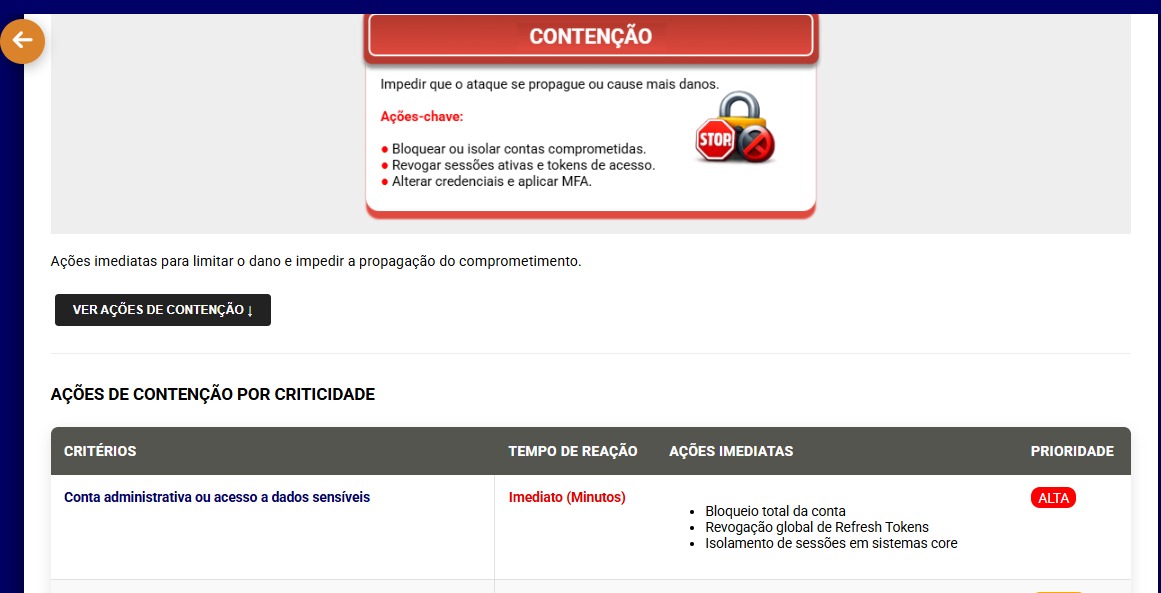 CONTENÇÃO
Impedir que o ataque se propague ou cause mais danos.
Ações-chave:
● Bloquear ou isolar contas comprometidas.
● Revogar sessões ativas e tokens de acesso.
● Alterar credenciais e aplicar MFA.
STOP
Ações imediatas para limitar o dano e impedir a propagação do comprometimento.
VER AÇÕES DE CONTENÇÃO ↓
AÇÕES DE CONTENÇÃO POR CRITICIDADE
CRITÉRIOS TEMPO DE REAÇÃO AÇÕES IMEDIATAS PRIORIDADE
Conta administrativa ou acesso a dados sensíveis Imediato (Minutos) ALTA
• Bloqueio total da conta
• Revogação global de Refresh Tokens
• Isolamento de sessões em sistemas core